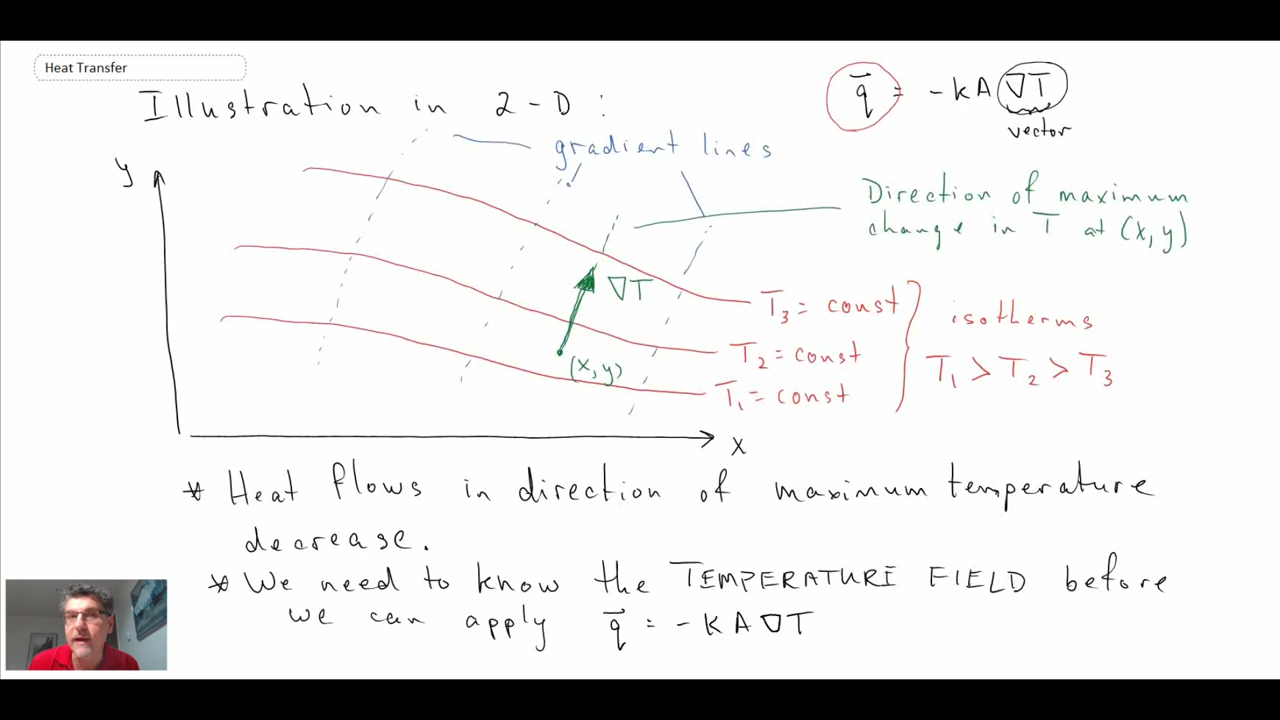 Heat Transfer
Illustration in 2-D :
q̄ = -kA∇T
vector
gradient lines
y
Direction of maximum
change in T at (x,y)
∇T
(x,y)
T₃ = const
T₂ = const
T₁ = const
isotherms
T₁ > T₂ > T₃
x
* Heat flows in direction of maximum temperature
decrease.
* We need to know the TEMPERATURE FIELD before
we can apply q̄ = -kA∇T